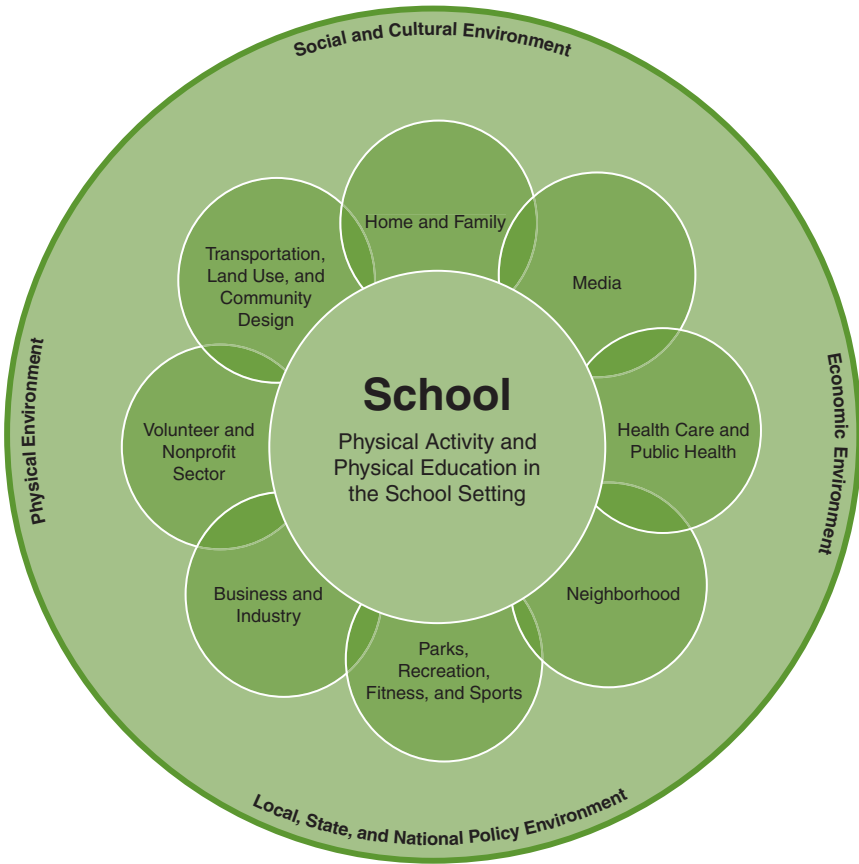 Social and Cultural Environment
Home and Family
Transportation,
Land Use, and
Community
Design
Media
Physical Environment
School
Physical Activity and
Physical Education in
the School Setting
Economic Environment
Volunteer and
Nonprofit
Sector
Health Care and
Public Health
Business and
Industry
Neighborhood
Parks,
Recreation,
Fitness, and Sports
Local, State, and National Policy Environment